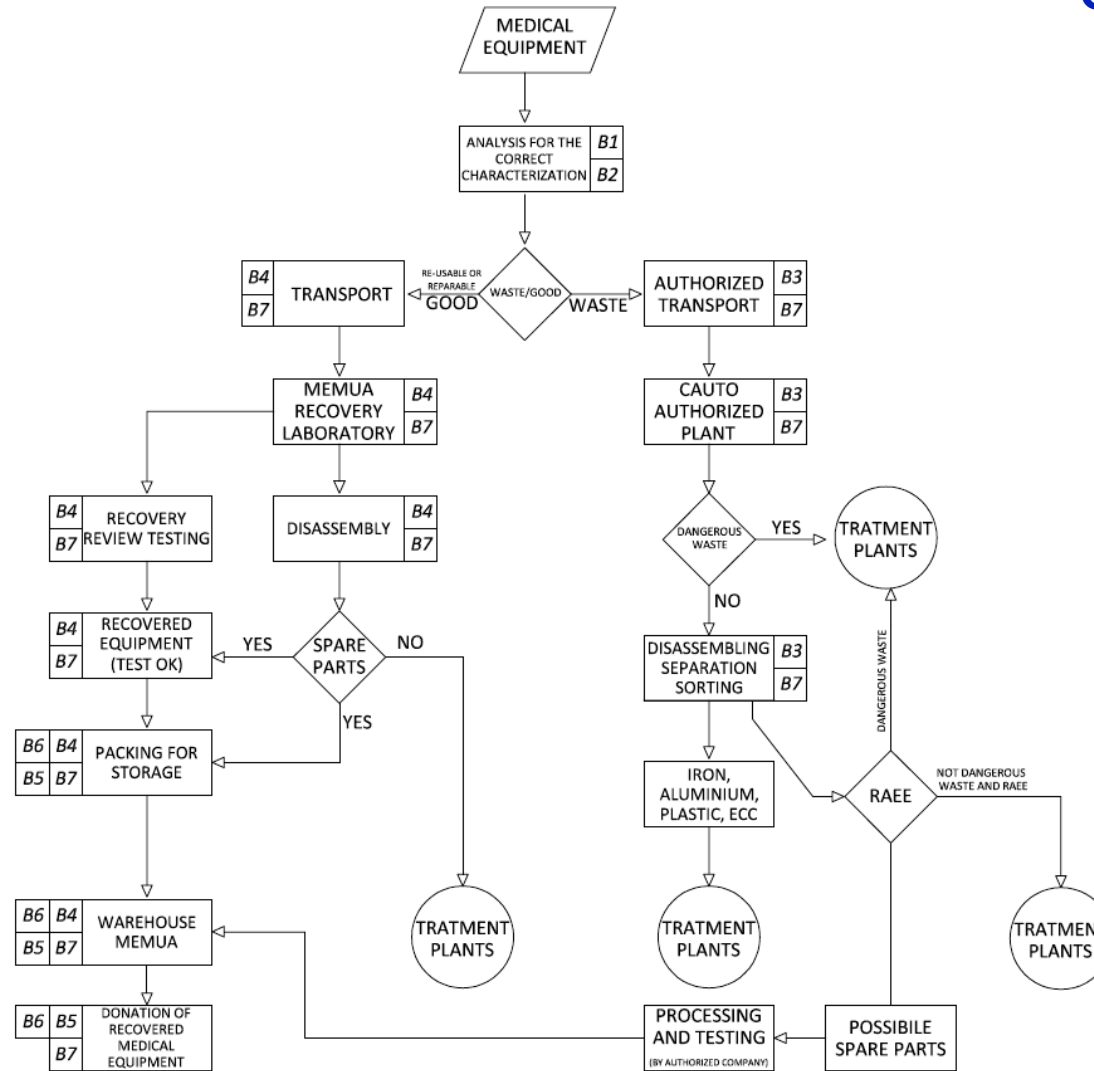 MEDICAL
EQUIPMENT
ANALYSIS FOR THE
CORRECT
CHARACTERIZATION
B1
B2
B4
B7
TRANSPORT
RE-USABLE OR
REPARABLE
GOOD
WASTE/GOOD
WASTE
AUTHORIZED
TRANSPORT
B3
B7
MEMUA
RECOVERY
LABORATORY
B4
B7
CAUTO
AUTHORIZED
PLANT
B3
B7
B4
B7
RECOVERY
REVIEW TESTING
DISASSEMBLY
B4
B7
DANGEROUS
WASTE
YES
TRATMENT
PLANTS
NO
B4
B7
RECOVERED
EQUIPMENT
(TEST OK)
YES
SPARE
PARTS
NO
YES
DISASSEMBLING
SEPARATION
SORTING
B3
B7
DANGEROUS WASTE
B6 B4
B5 B7
PACKING FOR
STORAGE
IRON,
ALUMINIUM,
PLASTIC, ECC
RAEE
NOT DANGEROUS
WASTE AND RAEE
B6 B4
B5 B7
WAREHOUSE
MEMUA
TRATMENT
PLANTS
TRATMENT
PLANTS
PLANTS
B6 B5
B7
DONATION OF
RECOVERED
MEDICAL
EQUIPMENT
PROCESSING
AND TESTING
(BY AUTHORIZED COMPANY)
POSSIBILE
SPARE PARTS